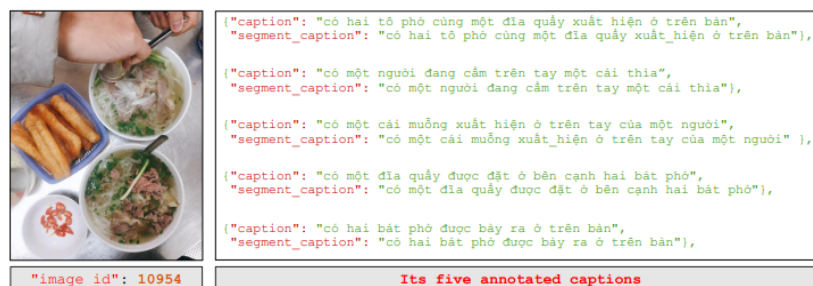 {"caption": "có hai tô phở cùng một đĩa quẩy xuất hiện ở trên bàn",
"segment_caption": "có hai tô phở cùng một đĩa quẩy xuất_hiện ở trên bàn"},
{"caption": "có một người đang cầm trên tay một cái thìa",
"segment_caption": "có một người đang cầm trên tay một cái thìa"},
{"caption": "có một cái muỗng xuất hiện ở trên tay của một người",
"segment_caption": "có một cái muỗng xuất_hiện ở trên tay của một người" },
{"caption": "có một đĩa quẩy được đặt ở bên cạnh hai bát phở",
"segment_caption": "có một đĩa quẩy được đặt ở bên cạnh hai bát phở"},
{"caption": "có hai bát phở được bày ra ở trên bàn",
"segment_caption": "có hai bát phở được bày ra ở trên bàn"},
"image id": 10954
Its five annotated captions